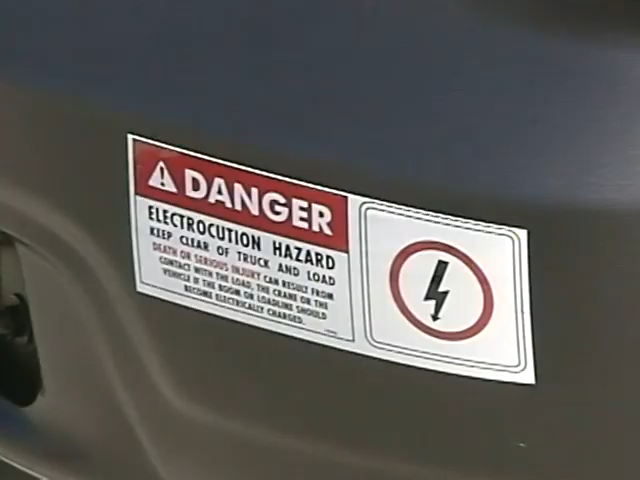 DANGER
ELECTROCUTION HAZARD
KEEP CLEAR OF TRUCK AND LOAD
DEATH OR SERIOUS INJURY CAN RESULT FROM
CONTACT WITH THE LOAD, THE CRANE OR THE
VEHICLE IF THE BOOM OR LOADLINE SHOULD
BECOME ELECTRICALLY CHARGED.